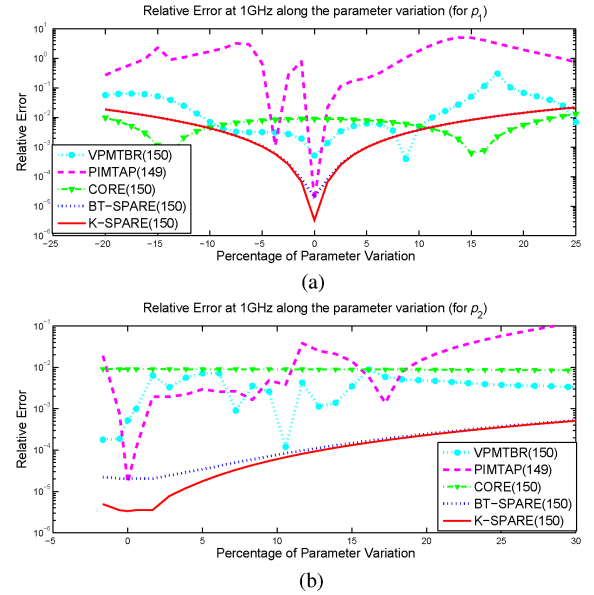 (a)
Relative Error at 1GHz along the parameter variation (for p1)
10^1
10^0
10^-1
10^-2
10^-3
10^-4
10^-5
10^-6
Relative Error
VPMTBR(150)
PIMTAP(149)
CORE(150)
BT-SPARE(150)
K-SPARE(150)
-25 -20 -15 -10 -5 0 5 10 15 20 25
Percentage of Parameter Variation
(a)
Relative Error at 1GHz along the parameter variation (for p2)
10^-1
10^-2
10^-3
10^-4
10^-5
10^-6
Relative Error
VPMTBR(150)
PIMTAP(149)
CORE(150)
BT-SPARE(150)
K-SPARE(150)
-5 0 5 10 15 20 25 30
Percentage of Parameter Variation
(b)